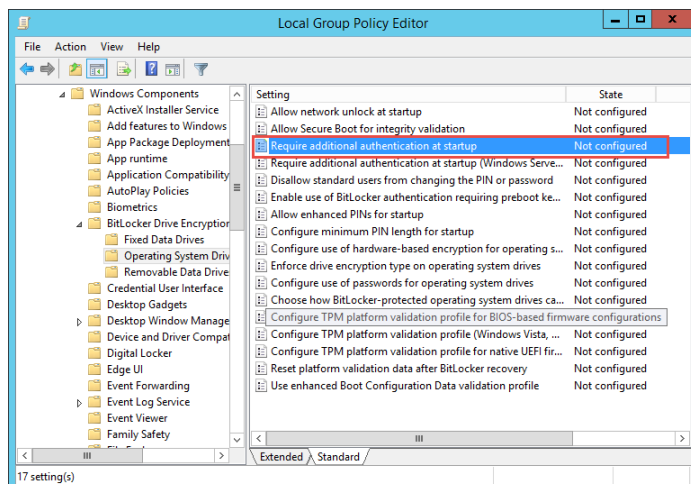 Local Group Policy Editor
File Action View Help
Windows Components
ActiveX Installer Service
Add features to Windows
App Package Deployment
App runtime
Application Compatibility
AutoPlay Policies
Biometrics
BitLocker Drive Encryption
Fixed Data Drives
Operating System Driv
Removable Data Drive
Credential User Interface
Desktop Gadgets
Desktop Window Manage
Device and Driver Compat
Digital Locker
Edge UI
Event Forwarding
Event Log Service
Event Viewer
Family Safety
Setting State
Allow network unlock at startup Not configured
Allow Secure Boot for integrity validation Not configured
Require additional authentication at startup Not configured
Require additional authentication at startup (Windows Serve... Not configured
Disallow standard users from changing the PIN or password Not configured
Enable use of BitLocker authentication requiring preboot ke... Not configured
Allow enhanced PINs for startup Not configured
Configure minimum PIN length for startup Not configured
Configure use of hardware-based encryption for operating s... Not configured
Enforce drive encryption type on operating system drives Not configured
Configure use of passwords for operating system drives Not configured
Choose how BitLocker-protected operating system drives ca... Not configured
Configure TPM platform validation profile for BIOS-based firmware configurations
Configure TPM platform validation profile (Windows Vista, ... Not configured
Configure TPM platform validation profile for native UEFI fir... Not configured
Reset platform validation data after BitLocker recovery Not configured
Use enhanced Boot Configuration Data validation profile Not configured
Extended Standard
17 setting(s)